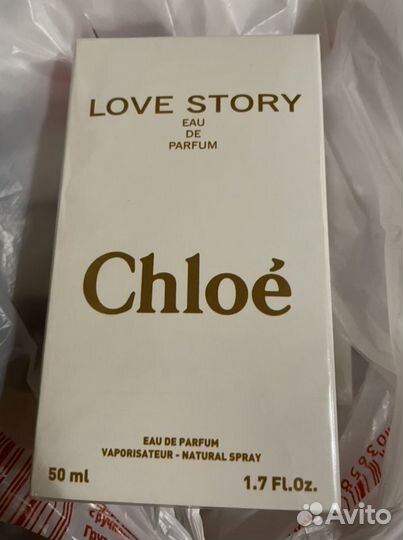 LOVE STORY
EAU
DE
PARFUM
Chloé
EAU DE PARFUM
VAPORISATEUR - NATURAL SPRAY
50 ml 1.7 Fl.Oz.
Avito